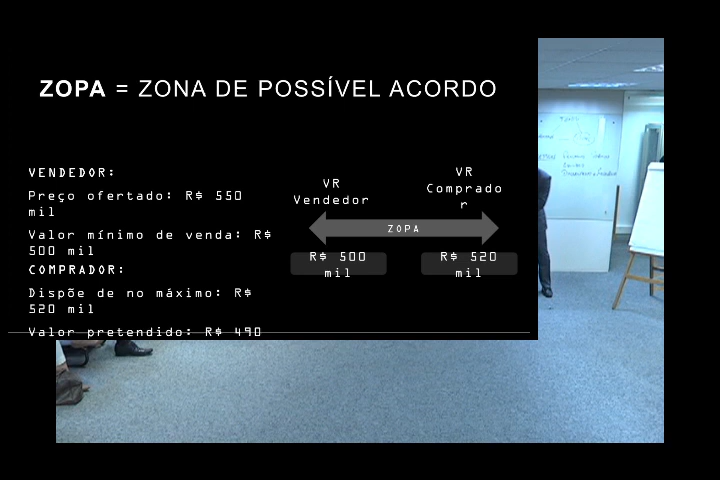 ZOPA = ZONA DE POSSÍVEL ACORDO
VENDEDOR:
Preço ofertado: R$ 550
mil
Valor mínimo de venda: R$
500 mil
COMPRADOR:
Dispõe de no máximo: R$
520 mil
Valor pretendido: R$ 490
VR
Vendedor
VR
Comprado
r
ZOPA
R$ 500
mil
R$ 520
mil